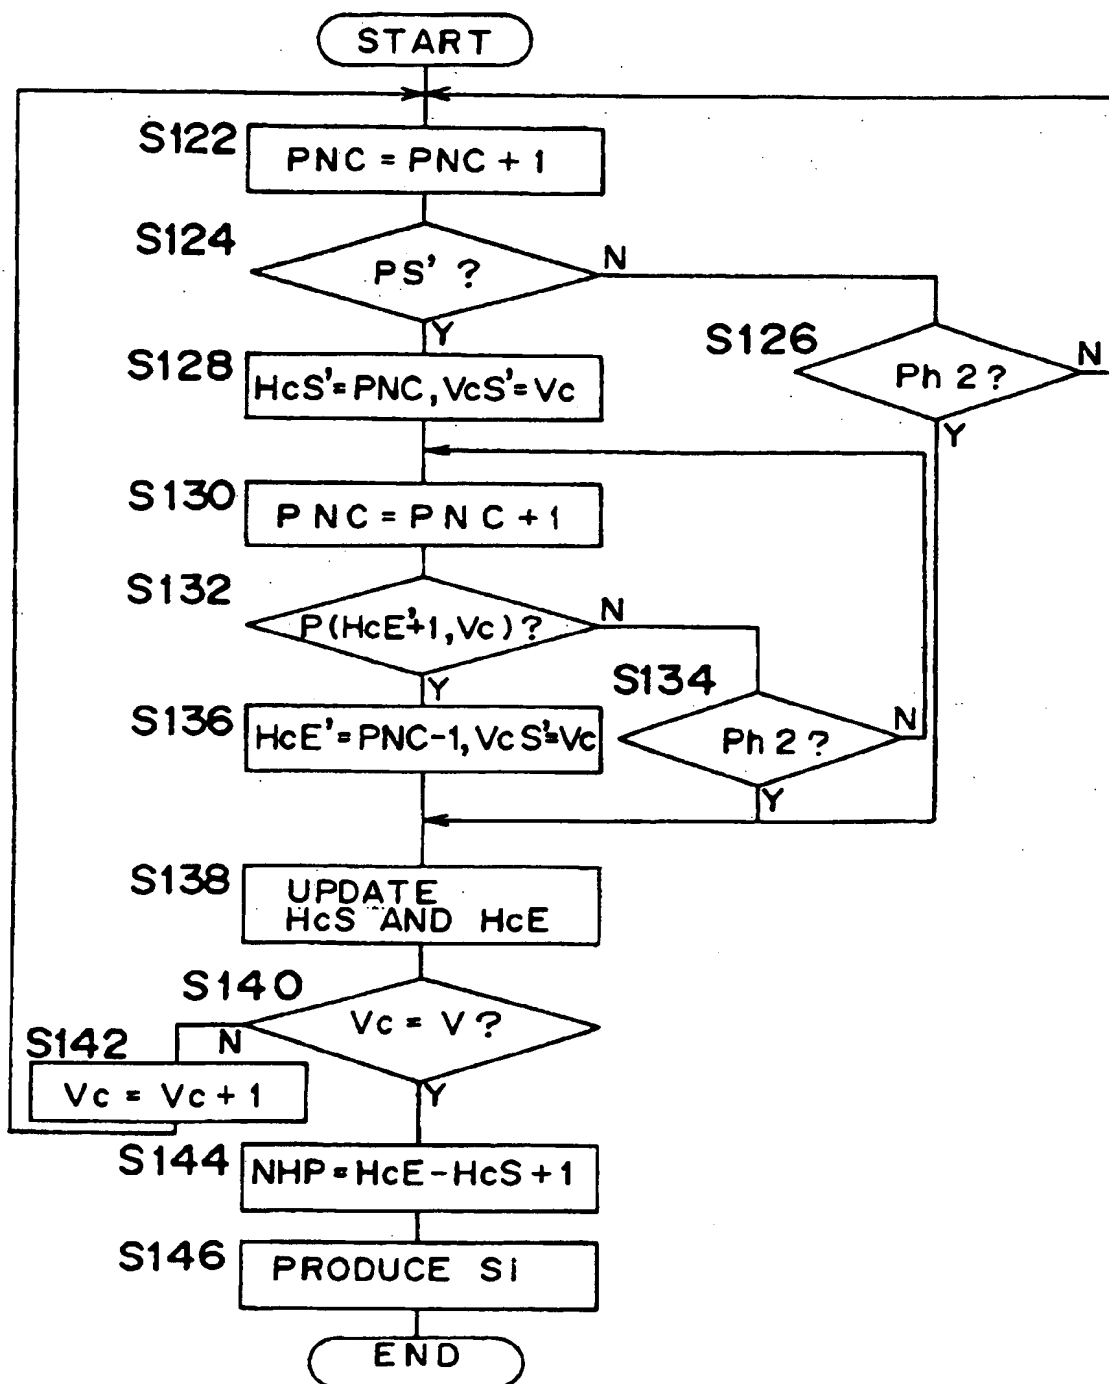 START
S122
PNC = PNC + 1
S124
PS' ?
N
Y
S126
Ph 2 ?
N
Y
S128
HcS'=PNC, VcS'=Vc
S130
PNC = PNC + 1
S132
P(HcE'+1, Vc) ?
N
Y
S134
Ph 2 ?
N
Y
S136
HcE'=PNC-1, VcS'=Vc
S138
UPDATE
HcS AND HcE
S140
Vc = V ?
N
Y
S142
Vc = Vc + 1
S144
NHP = HcE - HcS + 1
S146
PRODUCE Si
END